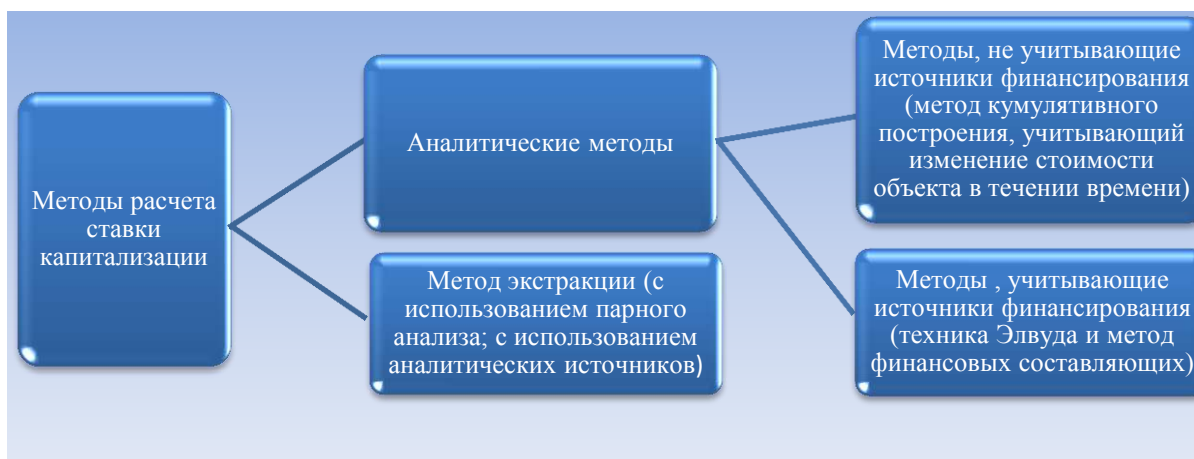 Методы расчета
ставки
капитализации
Аналитические методы
Метод экстракции (с
использованием парного
анализа; с использованием
аналитических источников)
Методы, не учитывающие
источники финансирования
(метод кумулятивного
построения, учитывающий
изменение стоимости
объекта в течении времени)
Методы , учитывающие
источники финансирования
(техника Элвуда и метод
финансовых составляющих)